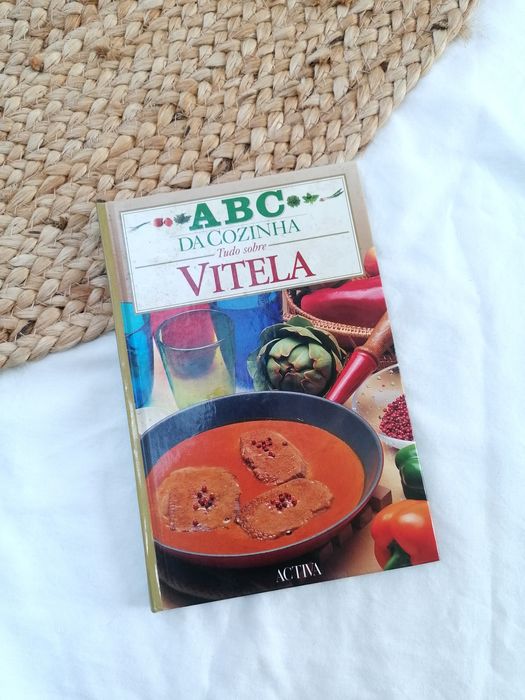 ABC
DA COZINHA
Tudo sobre
VITELA
ACTIVA